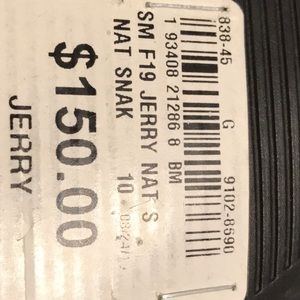 838-45 G 9102-8590
1 93408 21286 8 BM
SM F19 JERRY NAT S
NAT SNAK 10
$150.00
JERRY